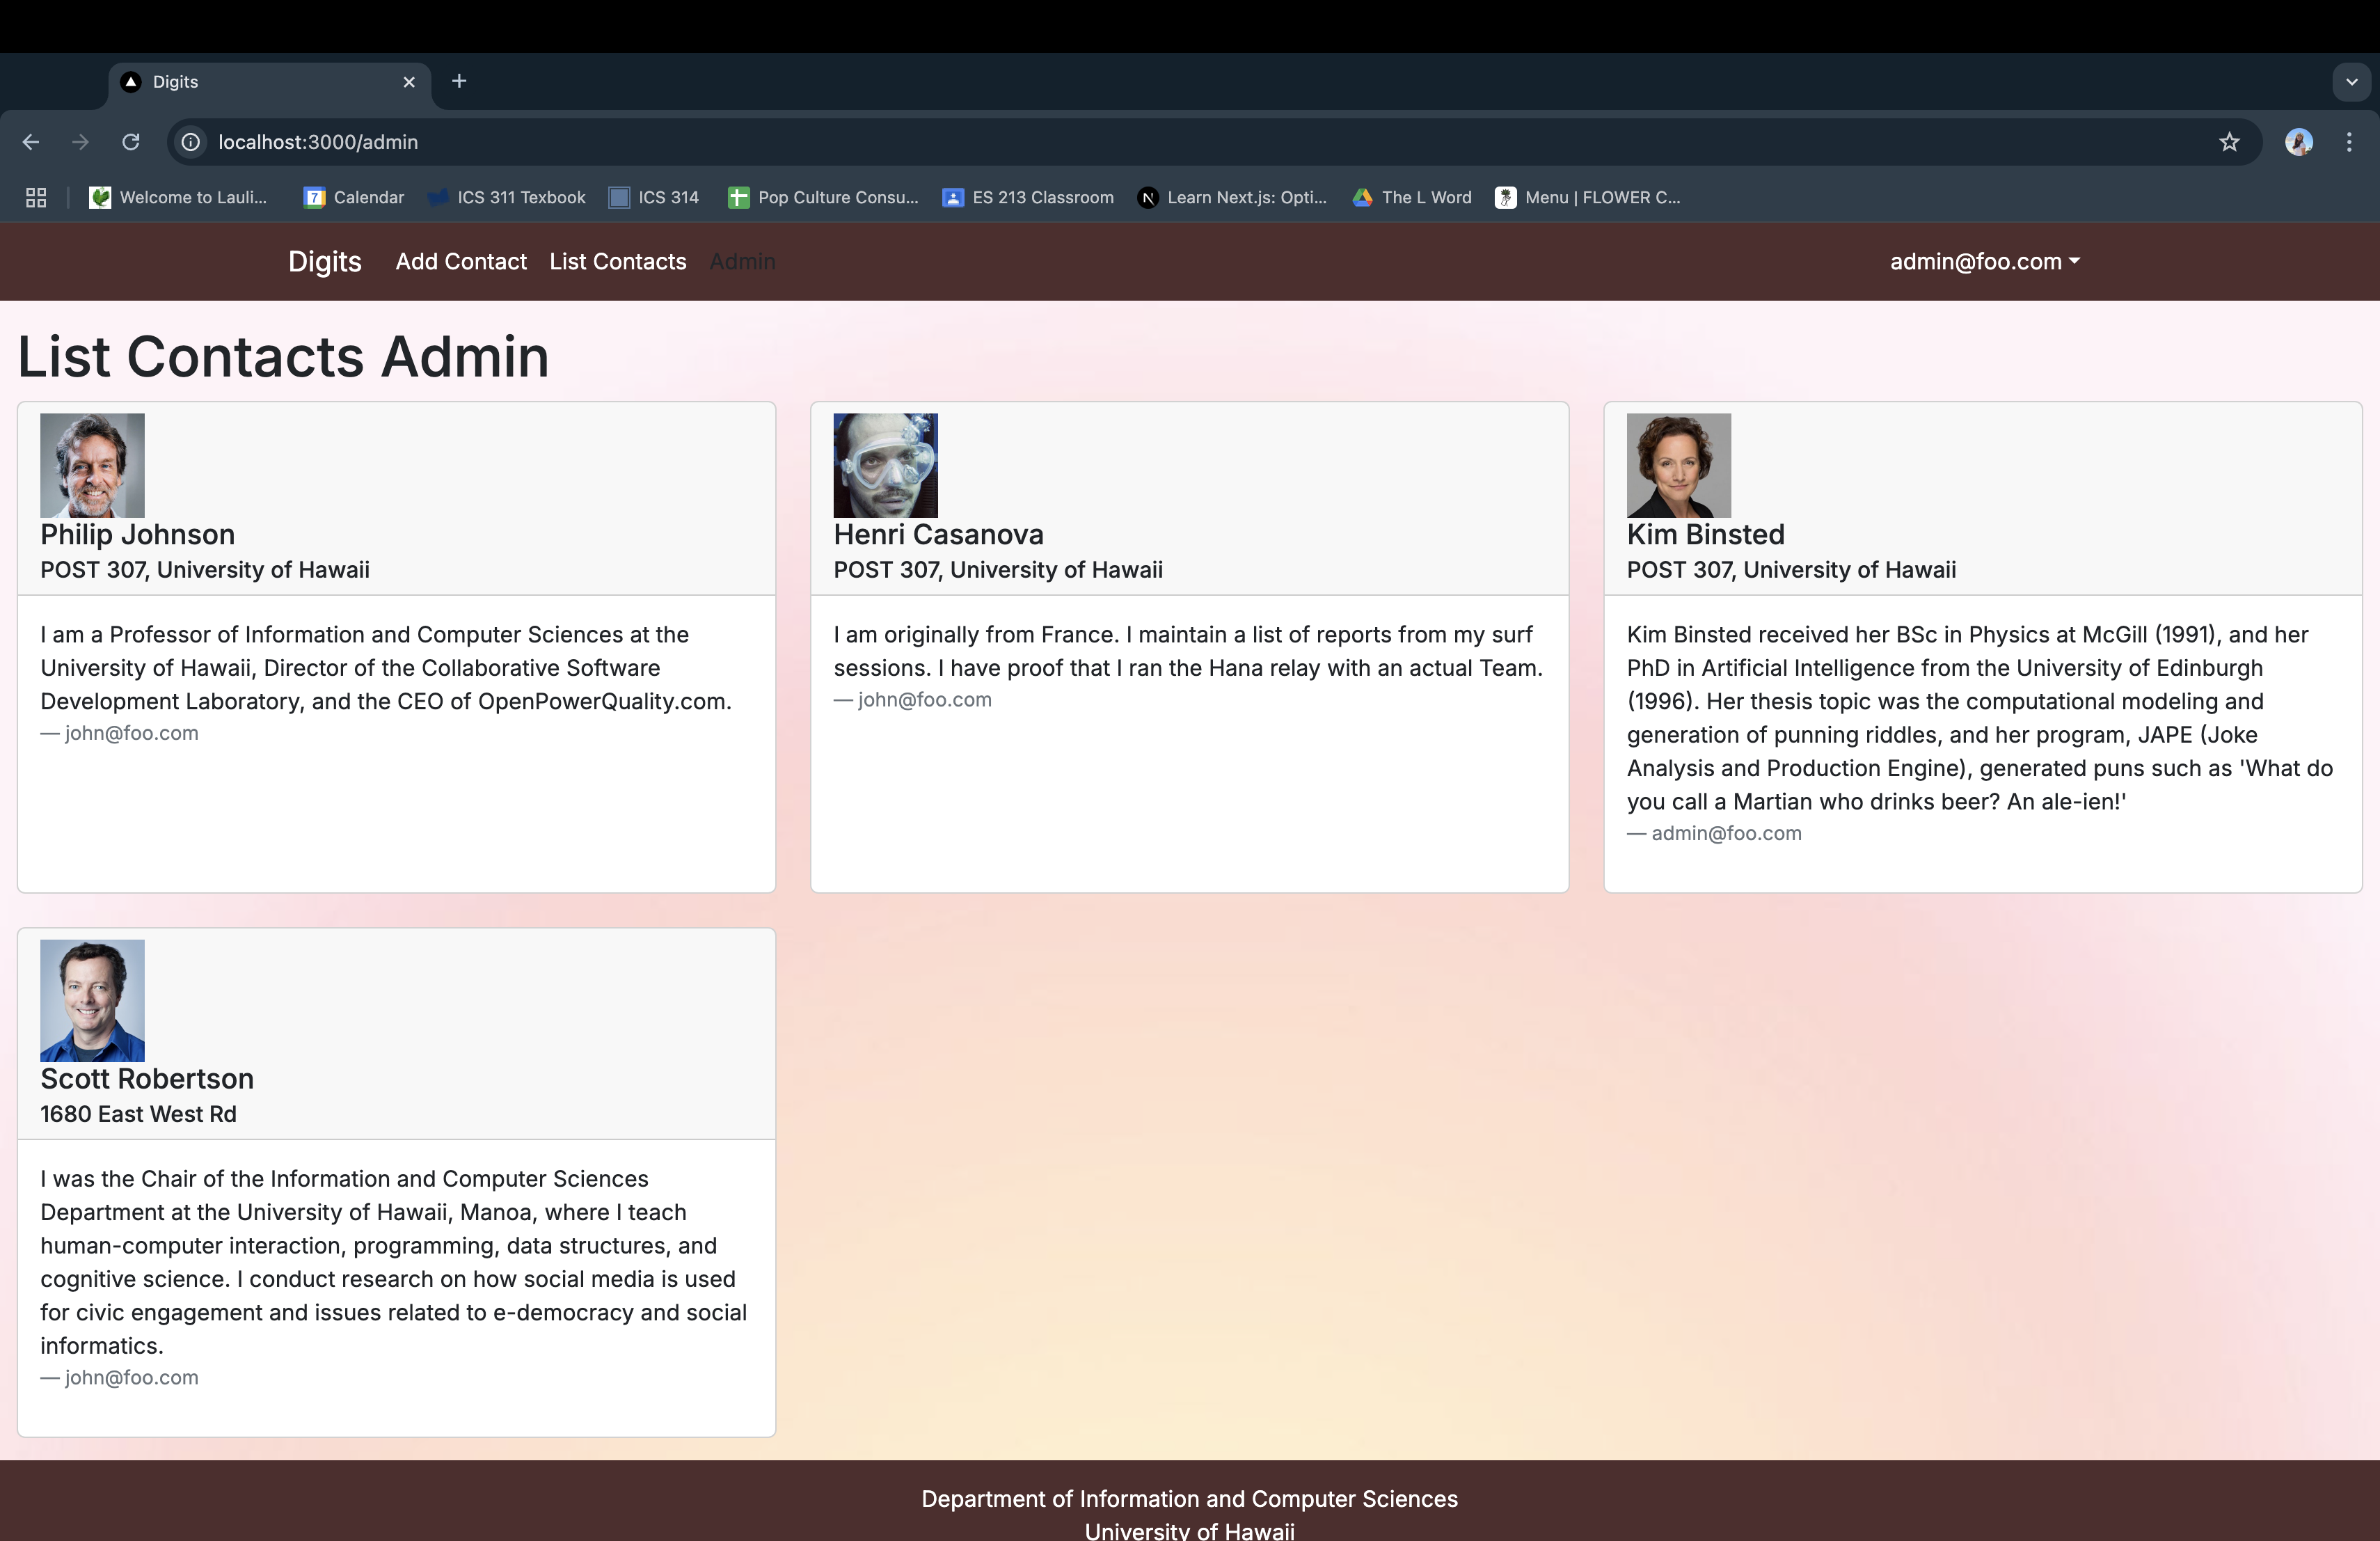 Digits
localhost:3000/admin
Welcome to Lauli...
7
Calendar
ICS 311 Texbook
ICS 314
Pop Culture Consu...
ES 213 Classroom
N
Learn Next.js: Opti...
The L Word
Menu | FLOWER C...
Digits Add Contact List Contacts Admin admin@foo.com
List Contacts Admin
Philip Johnson
POST 307, University of Hawaii
I am a Professor of Information and Computer Sciences at the
University of Hawaii, Director of the Collaborative Software
Development Laboratory, and the CEO of OpenPowerQuality.com.
— john@foo.com
Henri Casanova
POST 307, University of Hawaii
I am originally from France. I maintain a list of reports from my surf
sessions. I have proof that I ran the Hana relay with an actual Team.
— john@foo.com
Kim Binsted
POST 307, University of Hawaii
Kim Binsted received her BSc in Physics at McGill (1991), and her
PhD in Artificial Intelligence from the University of Edinburgh
(1996). Her thesis topic was the computational modeling and
generation of punning riddles, and her program, JAPE (Joke
Analysis and Production Engine), generated puns such as 'What do
you call a Martian who drinks beer? An ale-ien!'
— admin@foo.com
Scott Robertson
1680 East West Rd
I was the Chair of the Information and Computer Sciences
Department at the University of Hawaii, Manoa, where I teach
human-computer interaction, programming, data structures, and
cognitive science. I conduct research on how social media is used
for civic engagement and issues related to e-democracy and social
informatics.
— john@foo.com
Department of Information and Computer Sciences
University of Hawaii